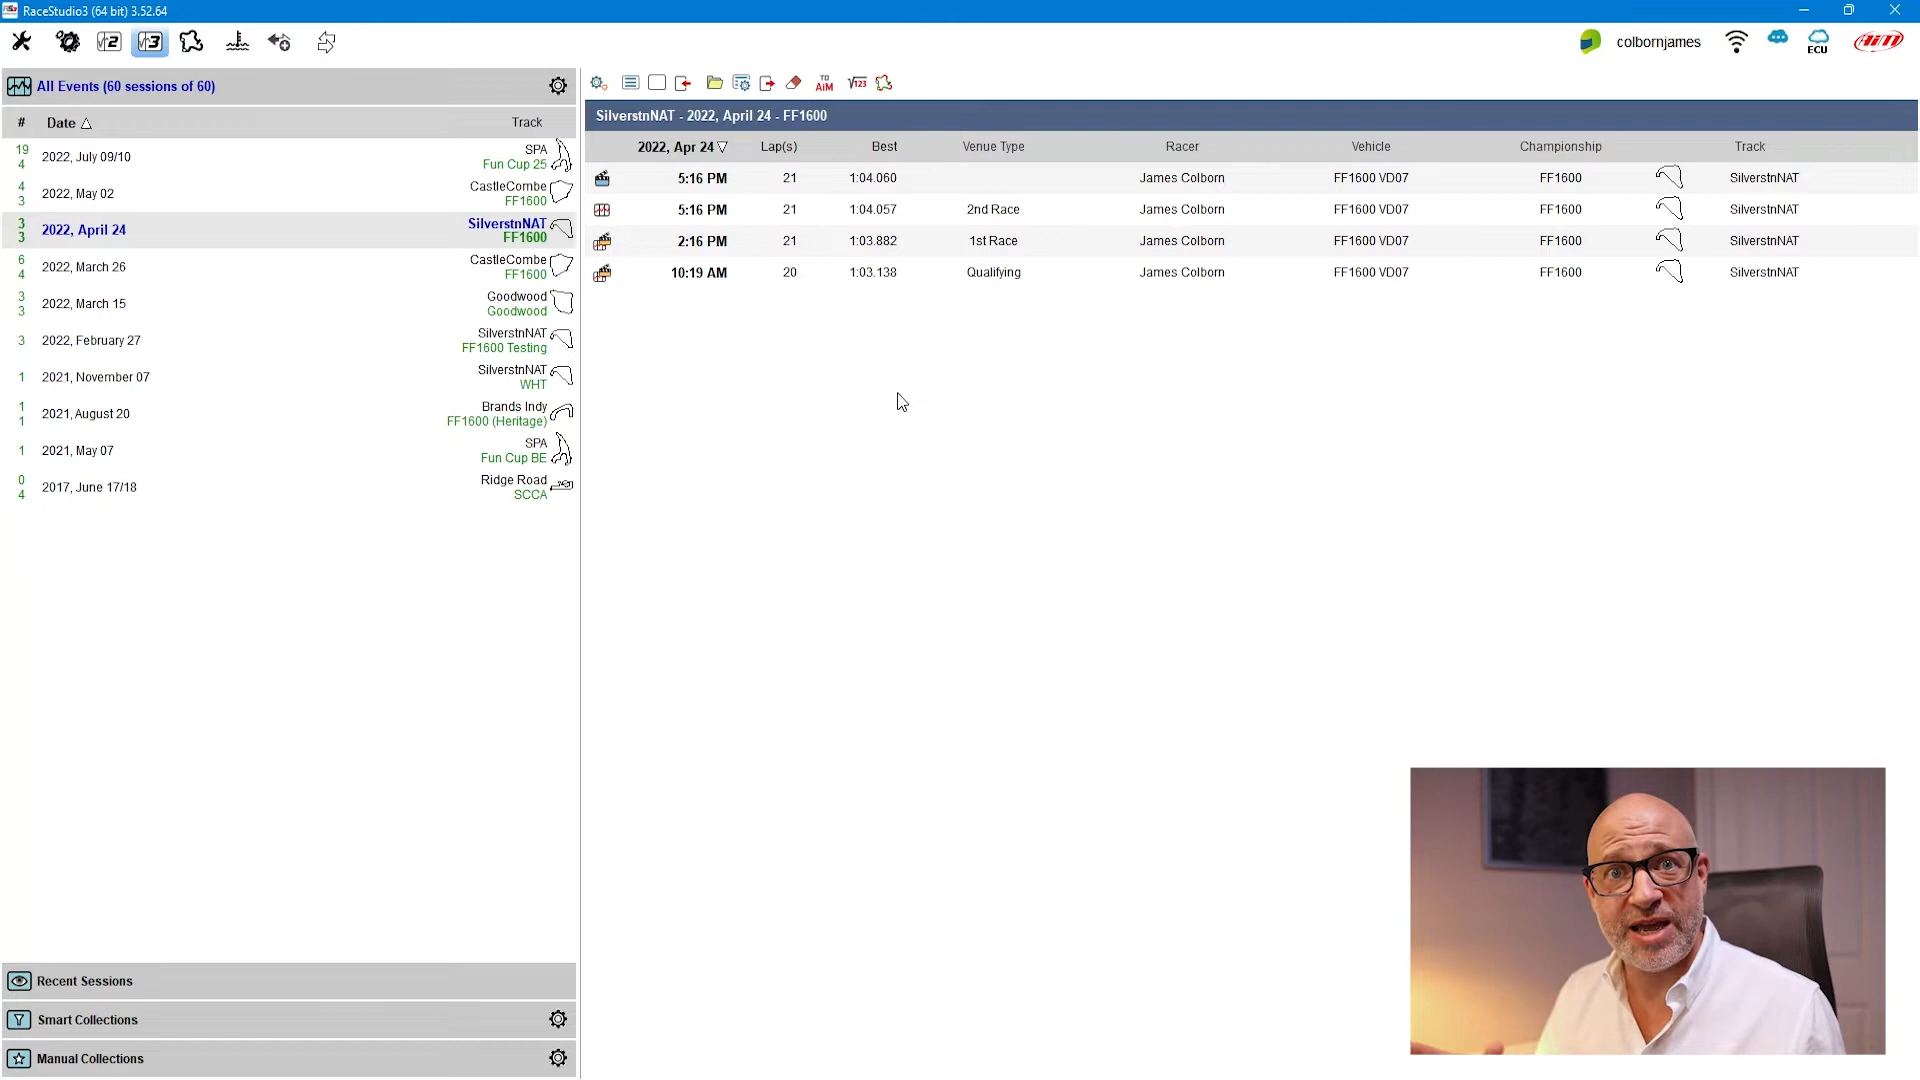 RaceStudio3 (64 bit) 3.52.64
colbornjames
ECU
AiM
All Events (60 sessions of 60)
# Date Track
19 4 2022, July 09/10 SPA Fun Cup 25
4 3 2022, May 02 CastleCombe FF1600
3 3 2022, April 24 SilverstnNAT FF1600
6 4 2022, March 26 CastleCombe FF1600
3 3 2022, March 15 Goodwood Goodwood
3 2022, February 27 SilverstnNAT FF1600 Testing
1 2021, November 07 SilverstnNAT WHT
1 1 2021, August 20 Brands Indy FF1600 (Heritage)
1 2021, May 07 SPA Fun Cup BE
0 4 2017, June 17/18 Ridge Road SCCA
Recent Sessions
Smart Collections
Manual Collections
TO AiM
√123
SilverstnNAT - 2022, April 24 - FF1600
2022, Apr 24 Lap(s) Best Venue Type Racer Vehicle Championship Track
5:16 PM 21 1:04.060 James Colborn FF1600 VD07 FF1600 SilverstnNAT
5:16 PM 21 1:04.057 2nd Race James Colborn FF1600 VD07 FF1600 SilverstnNAT
2:16 PM 21 1:03.882 1st Race James Colborn FF1600 VD07 FF1600 SilverstnNAT
10:19 AM 20 1:03.138 Qualifying James Colborn FF1600 VD07 FF1600 SilverstnNAT